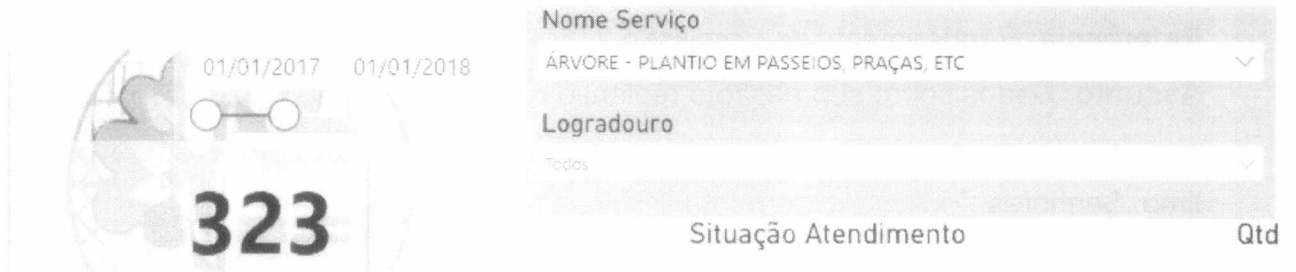 01/01/2017 01/01/2018
323
Nome Serviço
ÁRVORE - PLANTIO EM PASSEIOS, PRAÇAS, ETC
Logradouro
Todos
Situação Atendimento Qtd